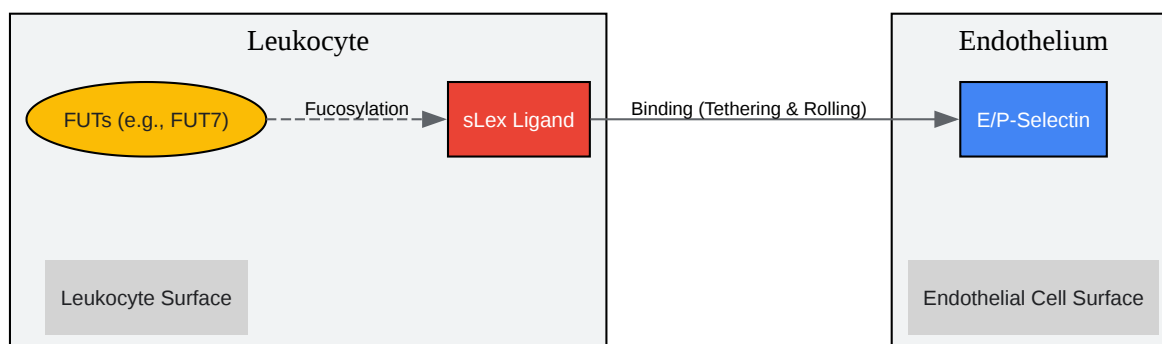 Leukocyte
Endothelium
FUTs (e.g., FUT7)
Fucosylation
sLex Ligand
Binding (Tethering & Rolling)
E/P-Selectin
Leukocyte Surface
Endothelial Cell Surface